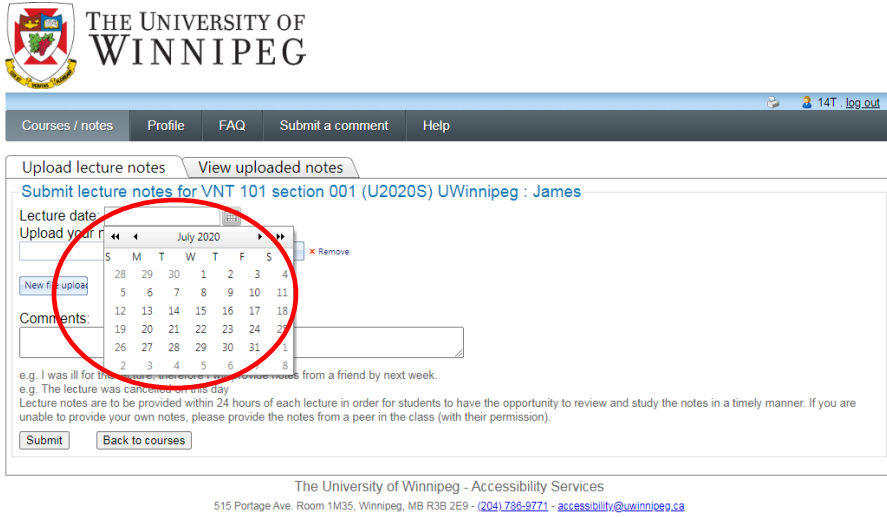 THE UNIVERSITY OF
WINNIPEG
14T . log out
Courses / notes Profile FAQ Submit a comment Help
Upload lecture notes View uploaded notes
Submit lecture notes for VNT 101 section 001 (U2020S) UWinnipeg : James
Lecture date:
Upload your
July 2020
× Remove
S M T W T F S
28 29 30 1 2 3 4
New file upload
5 6 7 8 9 10 11
12 13 14 15 16 17 18
Comments:
19 20 21 22 23 24 25
26 27 28 29 30 31 1
2 3 4 5 6 7 8
e.g. I was ill for this lecture, therefore I will provide notes from a friend by next week.
e.g. The lecture was cancelled on this day
Lecture notes are to be provided within 24 hours of each lecture in order for students to have the opportunity to review and study the notes in a timely manner. If you are
unable to provide your own notes, please provide the notes from a peer in the class (with their permission).
Submit Back to courses
The University of Winnipeg - Accessibility Services
515 Portage Ave. Room 1M35, Winnipeg, MB R3B 2E9 - (204) 786-9771 - accessibility@uwinnipeg.ca